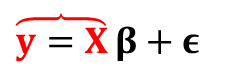 y = X β + ϵ